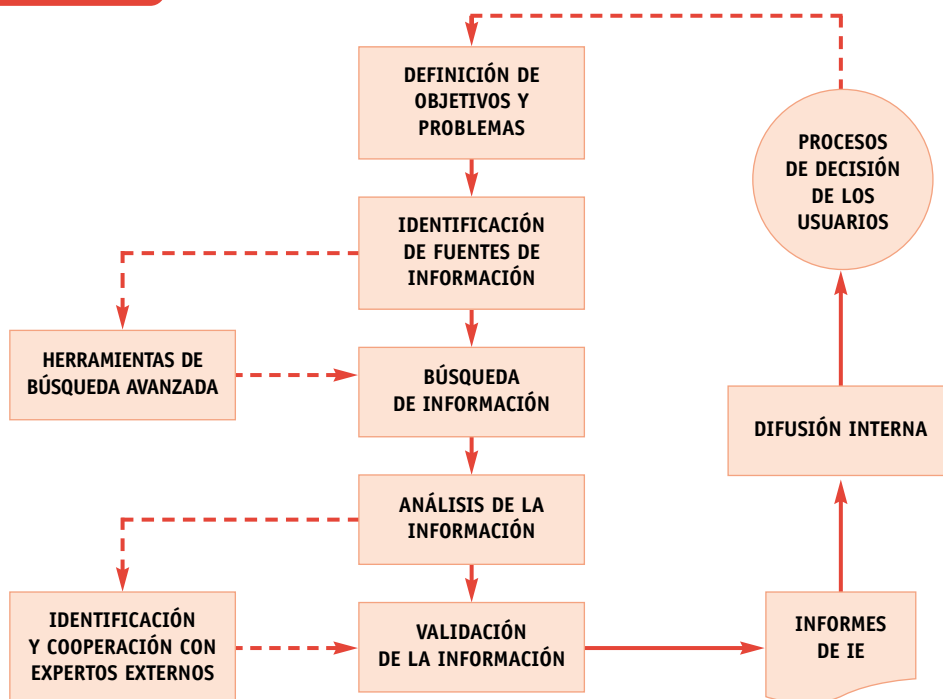 DEFINICIÓN DE
OBJETIVOS Y
PROBLEMAS
PROCESOS
DE DECISIÓN
DE LOS
USUARIOS
IDENTIFICACIÓN
DE FUENTES DE
INFORMACIÓN
HERRAMIENTAS DE
BÚSQUEDA AVANZADA
BÚSQUEDA
DE INFORMACIÓN
DIFUSIÓN INTERNA
ANÁLISIS DE LA
INFORMACIÓN
IDENTIFICACIÓN
Y COOPERACIÓN CON
EXPERTOS EXTERNOS
VALIDACIÓN
DE LA INFORMACIÓN
INFORMES
DE IE